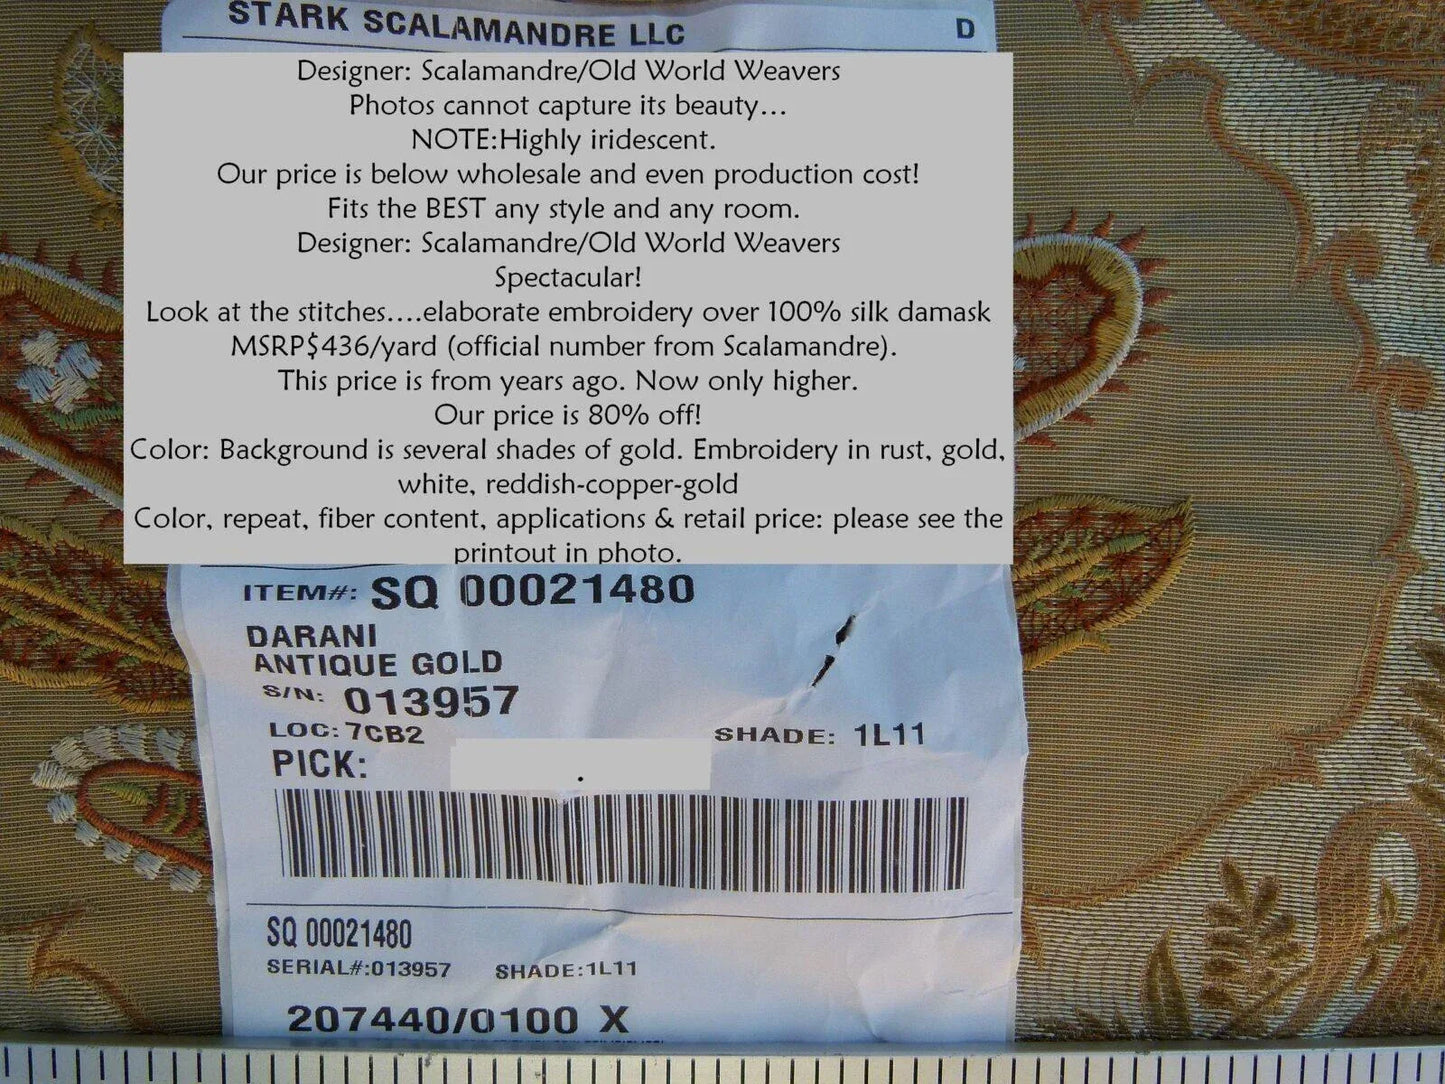 STARK SCALAMANDRE LLC D
Designer: Scalamandre/Old World Weavers
Photos cannot capture its beauty...
NOTE:Highly iridescent.
Our price is below wholesale and even production cost!
Fits the BEST any style and any room.
Designer: Scalamandre/Old World Weavers
Spectacular!
Look at the stitches....elaborate embroidery over 100% silk damask
MSRP$436/yard (official number from Scalamandre).
This price is from years ago. Now only higher.
Our price is 80% off!
Color: Background is several shades of gold. Embroidery in rust, gold,
white, reddish-copper-gold
Color, repeat, fiber content, applications & retail price: please see the
printout in photo.
ITEM#: SQ 00021480
DARANI
ANTIQUE GOLD
S/N: 013957
LOC: 7CB2 SHADE: 1L11
PICK: .
SQ 00021480
SERIAL#:013957 SHADE:1L11
207440/0100 X